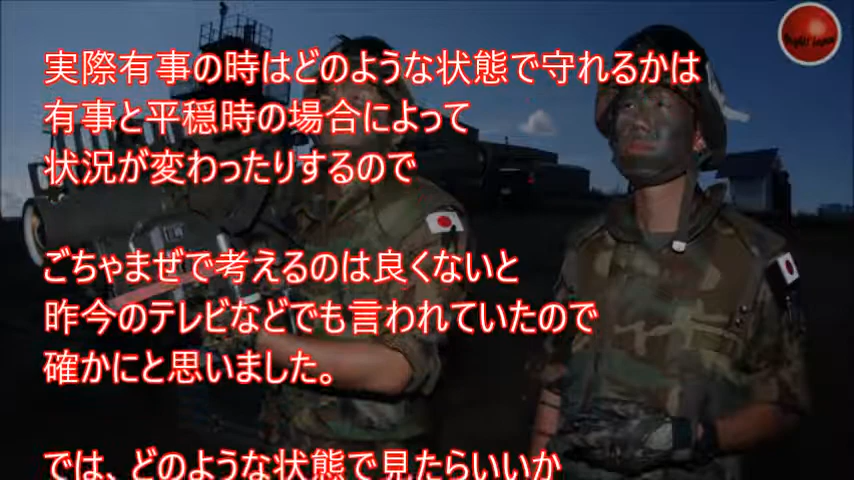 実際有事の時はどのような状態で守れるかは
有事と平穏時の場合によって
状況が変わったりするので
ごちゃまぜで考えるのは良くないと
昨今のテレビなどでも言われていたので
確かにと思いました。
では、どのような状態で見たらいいか